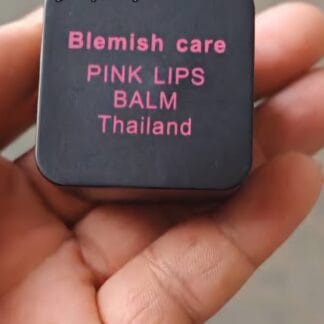 Blemish care
PINK LIPS
BALM
Thailand